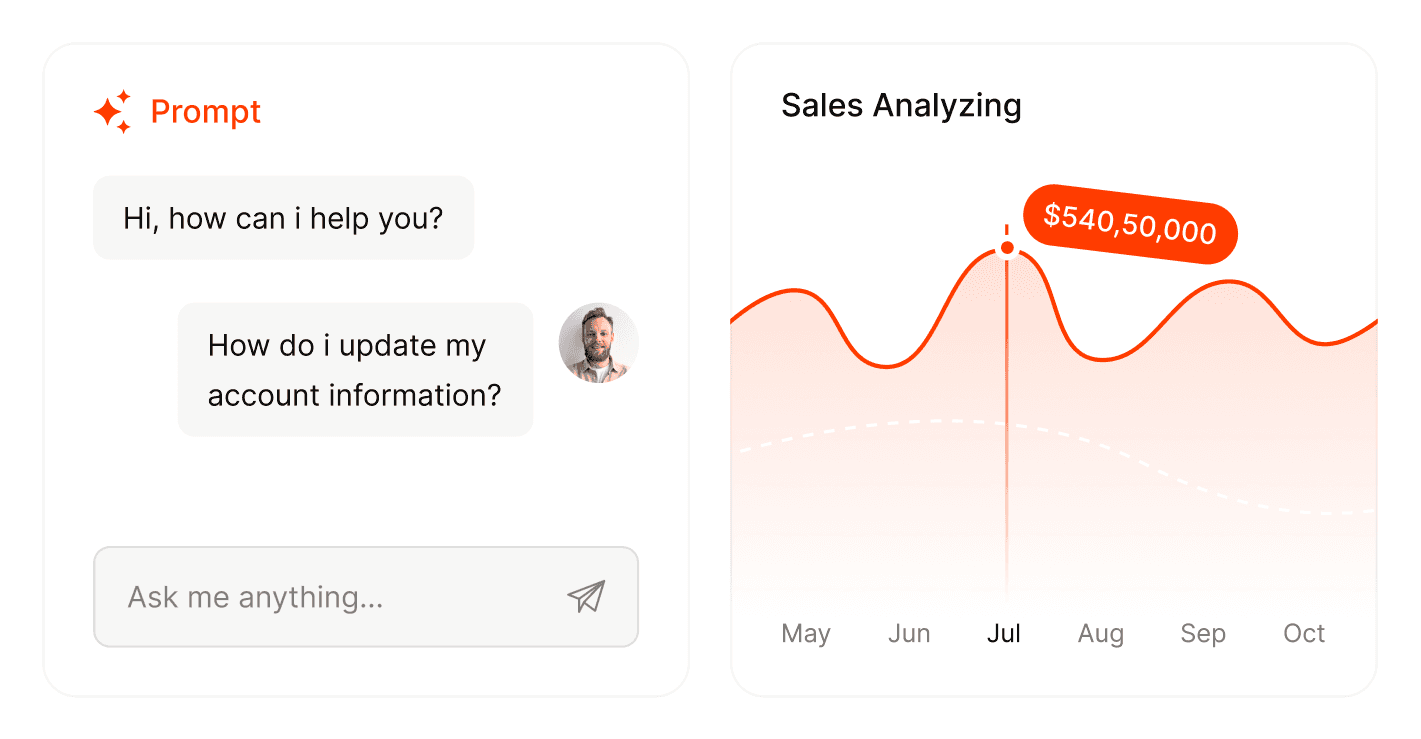 Prompt
Hi, how can i help you?
How do i update my
account information?
Ask me anything...
Sales Analyzing
$540,50,000
May Jun Jul Aug Sep Oct